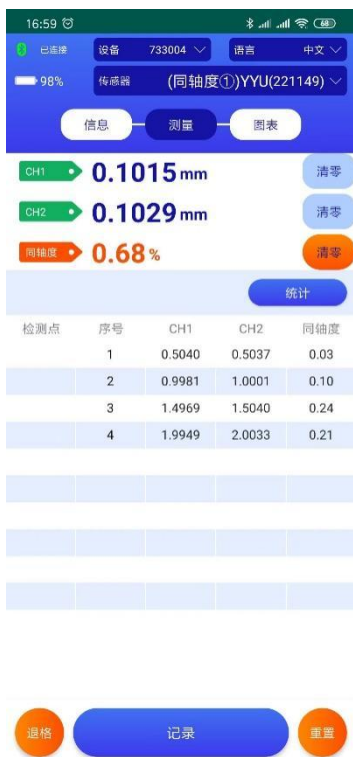 16:59 68
已连接 设备 733004 语言 中文
98% 传感器 (同轴度①)YYU(221149)
信息 测量 图表
CH1 0.1015 mm 清零
CH2 0.1029 mm 清零
同轴度 0.68 % 清零
统计
检测点 序号 CH1 CH2 同轴度
1 0.5040 0.5037 0.03
2 0.9981 1.0001 0.10
3 1.4969 1.5040 0.24
4 1.9949 2.0033 0.21
退格 记录 重置